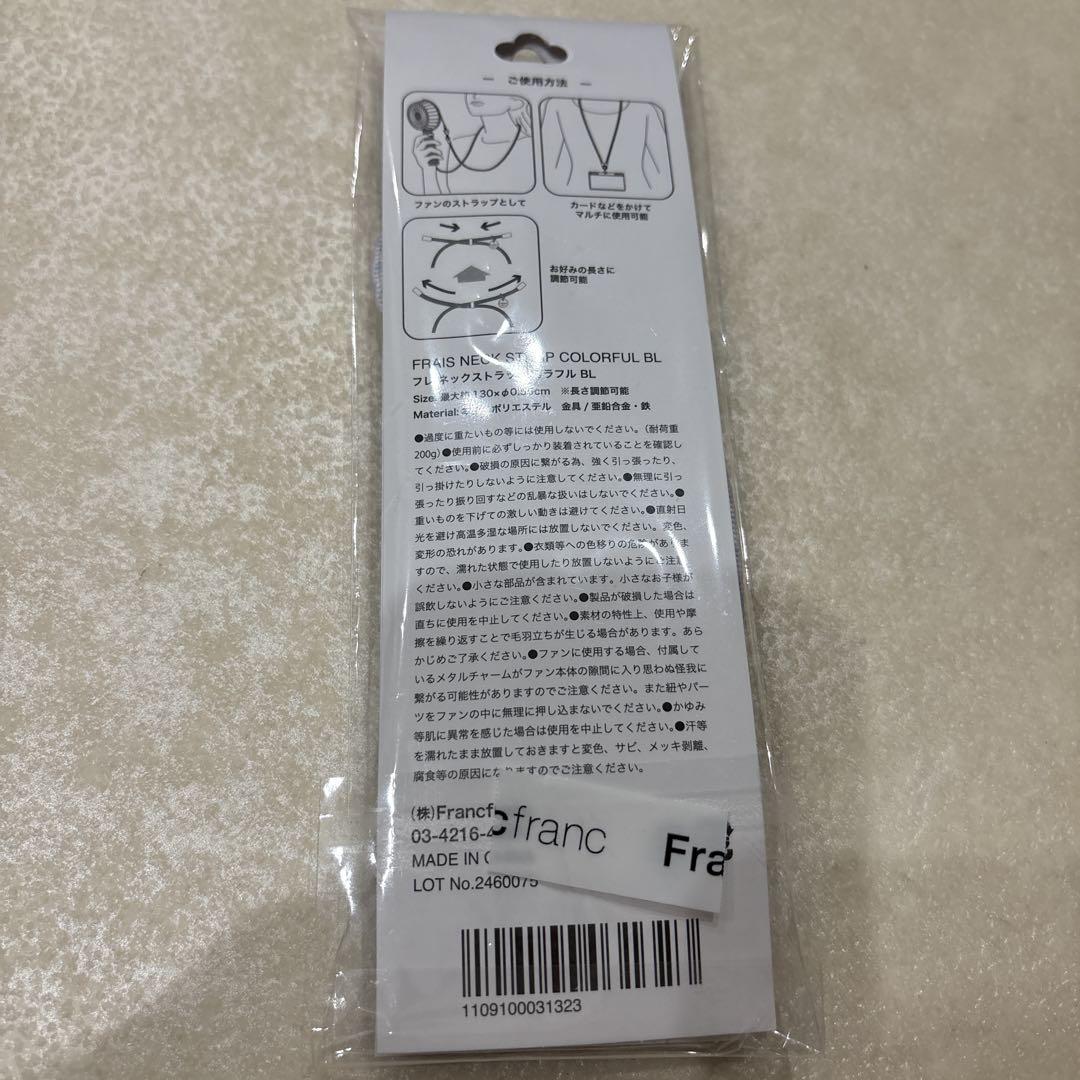 ご使用方法
ファンのストラップとして
カードなどをかけて
マルチに使用可能
お好みの長さに
調節可能
FRAIS NECK COLORFUL BL
フレ ネックストラップ ラフル BL
Size: 最大約130×φ0. cm ※長さ調節可能
Material: ポリエステル 金具/亜鉛合金・鉄
●過度に重たいもの等には使用しないでください。(耐荷重
200g)●使用前に必ずしっかり装着されていることを確認し
てください。●破損の原因に繋がる為、強く引っ張ったり、
引っ掛けたりしないように注意してください。●無理に引っ
張ったり振り回すなどの乱暴な扱いはしないでください。●
重いものを下げての激しい動きは避けてください。●直射日
光を避け高温多湿な場所には放置しないでください。変色、
変形の恐れがあります。●衣類等への色移りの危険がありま
すので、濡れた状態で使用したり放置しないようにご注意
ください。●小さな部品が含まれています。小さなお子様が
誤飲しないようにご注意ください。●製品が破損した場合は
直ちに使用を中止してください。●素材の特性上、使用や摩
擦を繰り返すことで毛羽立ちが生じる場合があります。あら
かじめご了承ください。●ファンに使用する場合、付属して
いるメタルチャームがファン本体の隙間に入り思わぬ怪我に
繋がる可能性がありますのでご注意ください。また紐やパー
ツをファンの中に無理に押し込まないでください。●かゆみ
等肌に異常を感じた場合は使用を中止してください。●汗等
を濡れたまま放置しておきますと変色、サビ、メッキ剥離、
腐食等の原因になりますのでご注意ください。
(株)Francf
cfranc Fra
03-4216-
MADE IN
LOT No.2460075
1109100031323